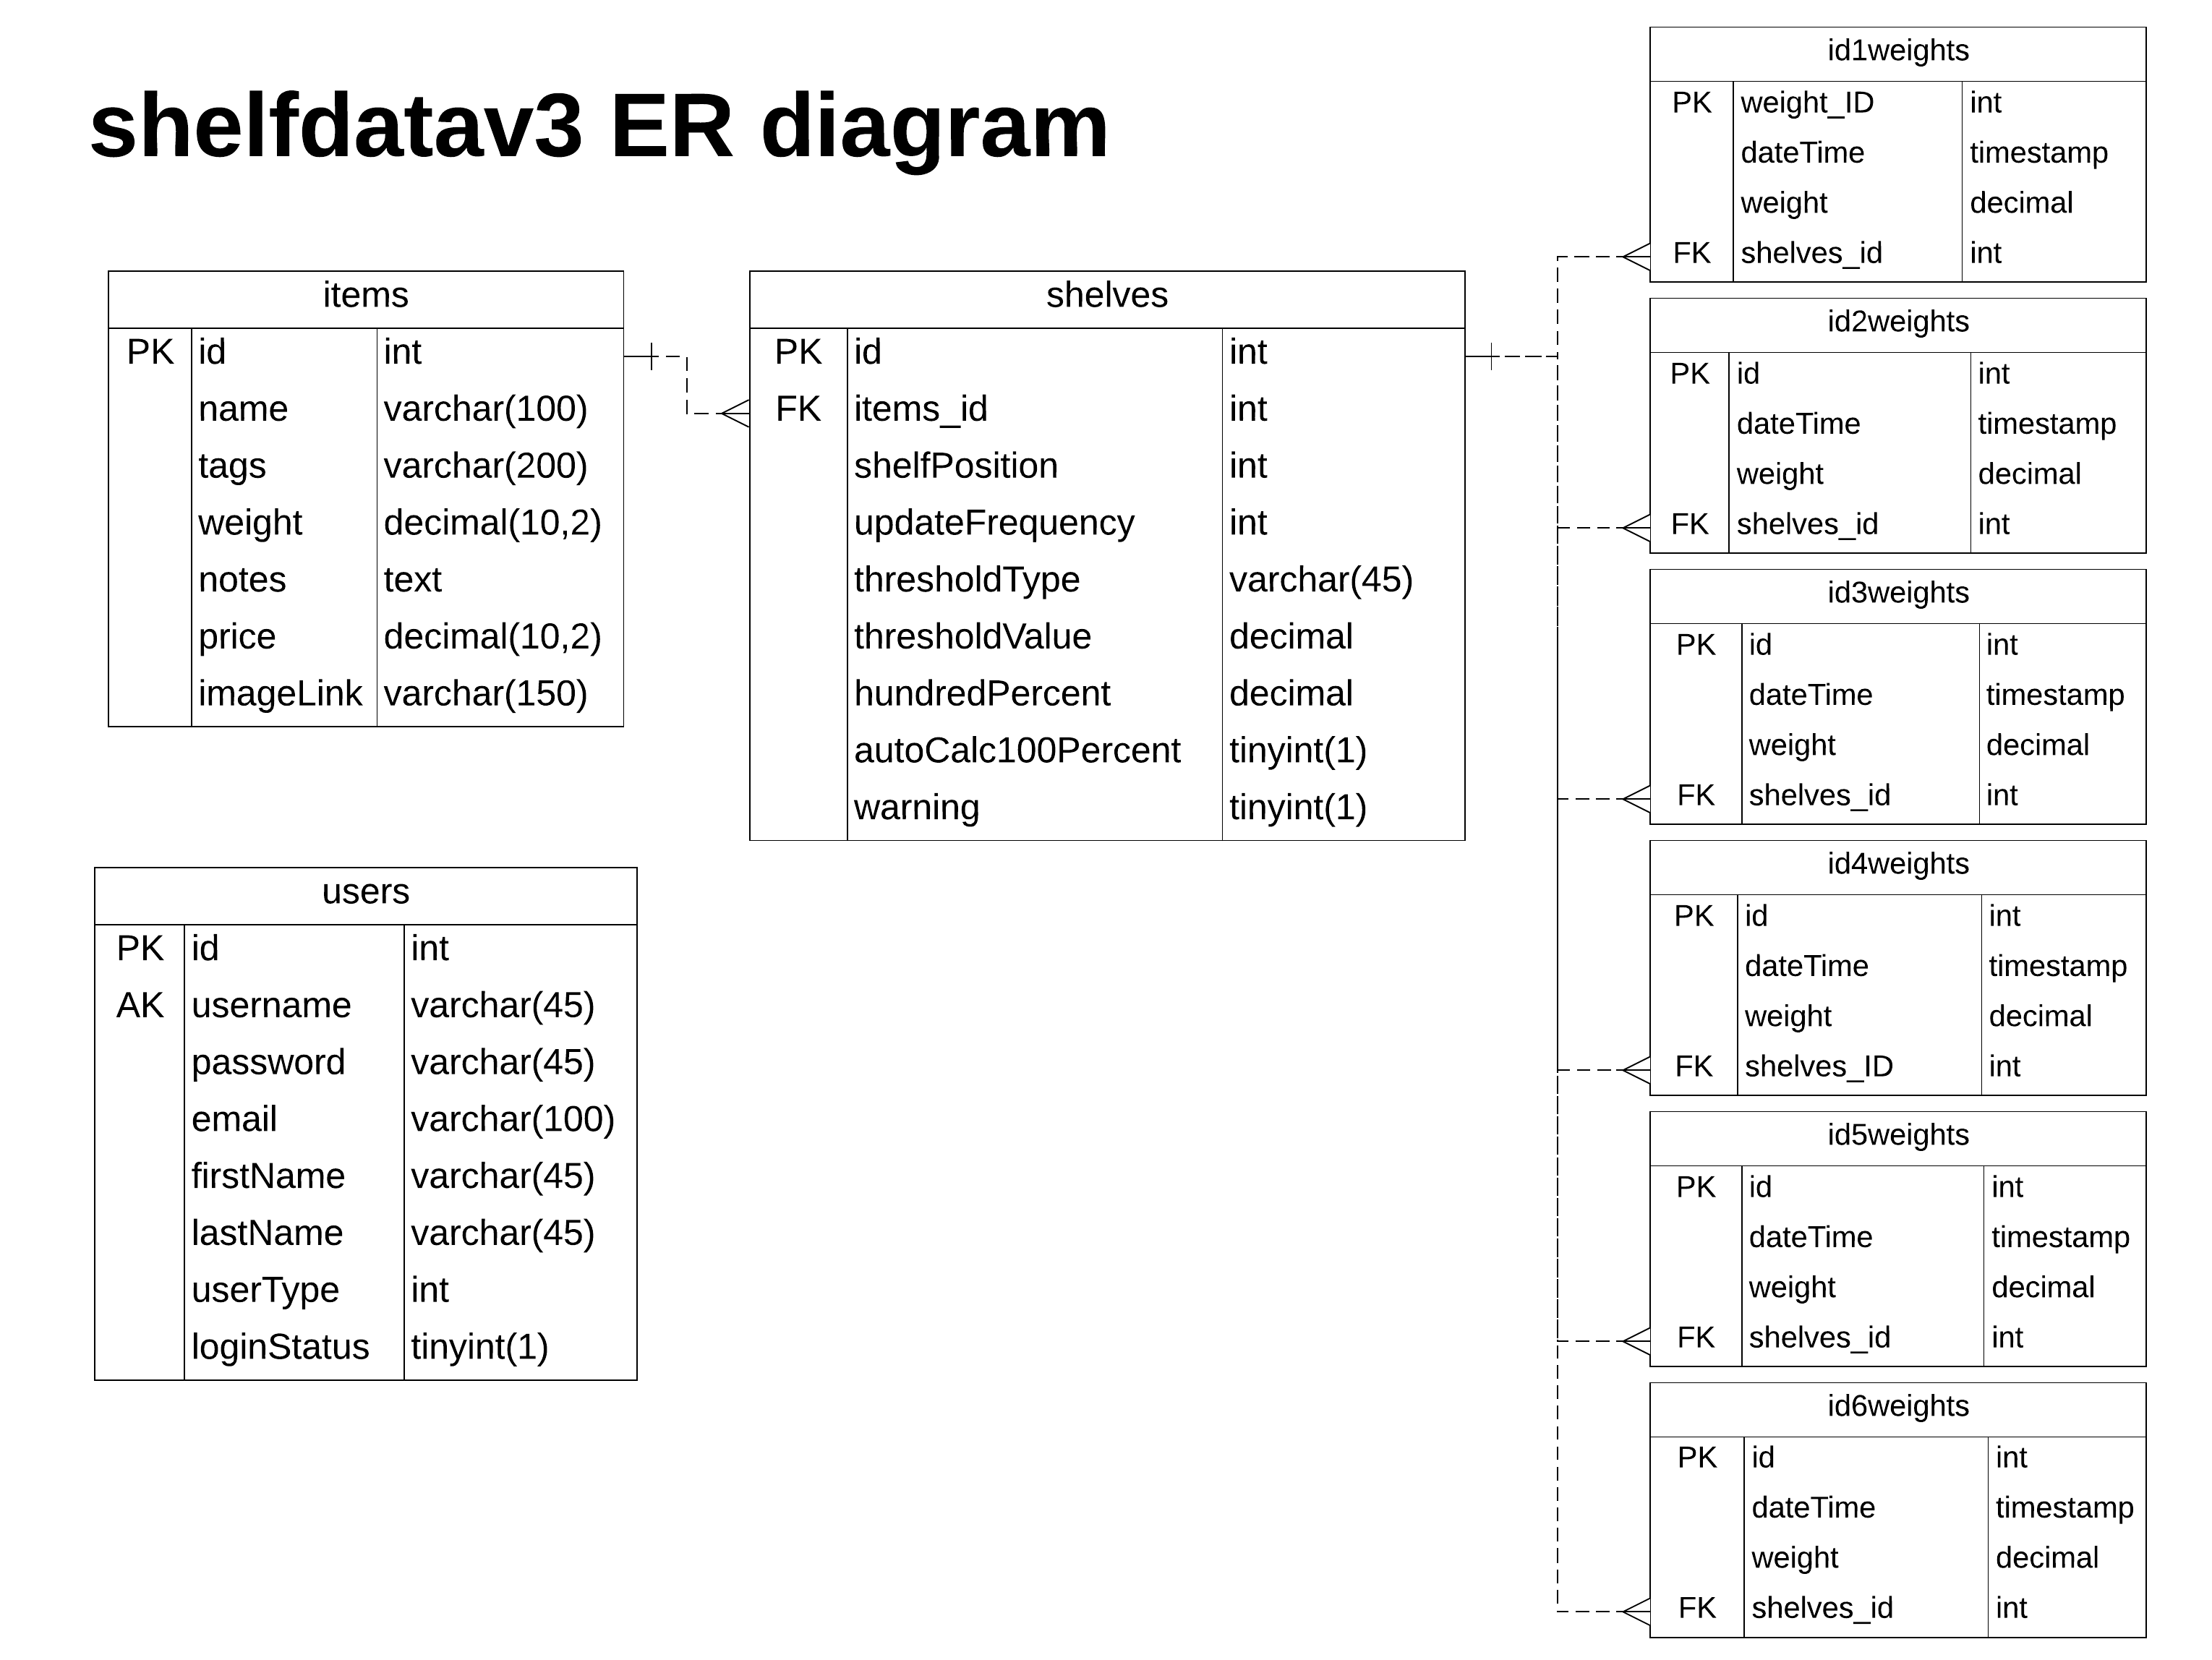 shelfdatav3 ER diagram
items
PK id int
name varchar(100)
tags varchar(200)
weight decimal(10,2)
notes text
price decimal(10,2)
imageLink varchar(150)
users
PK id int
AK username varchar(45)
password varchar(45)
email varchar(100)
firstName varchar(45)
lastName varchar(45)
userType int
loginStatus tinyint(1)
shelves
PK id int
FK items_id int
shelfPosition int
updateFrequency int
thresholdType varchar(45)
thresholdValue decimal
hundredPercent decimal
autoCalc100Percent tinyint(1)
warning tinyint(1)
id1weights
PK weight_ID int
dateTime timestamp
weight decimal
FK shelves_id int
id2weights
PK id int
dateTime timestamp
weight decimal
FK shelves_id int
id3weights
PK id int
dateTime timestamp
weight decimal
FK shelves_id int
id4weights
PK id int
dateTime timestamp
weight decimal
FK shelves_ID int
id5weights
PK id int
dateTime timestamp
weight decimal
FK shelves_id int
id6weights
PK id int
dateTime timestamp
weight decimal
FK shelves_id int